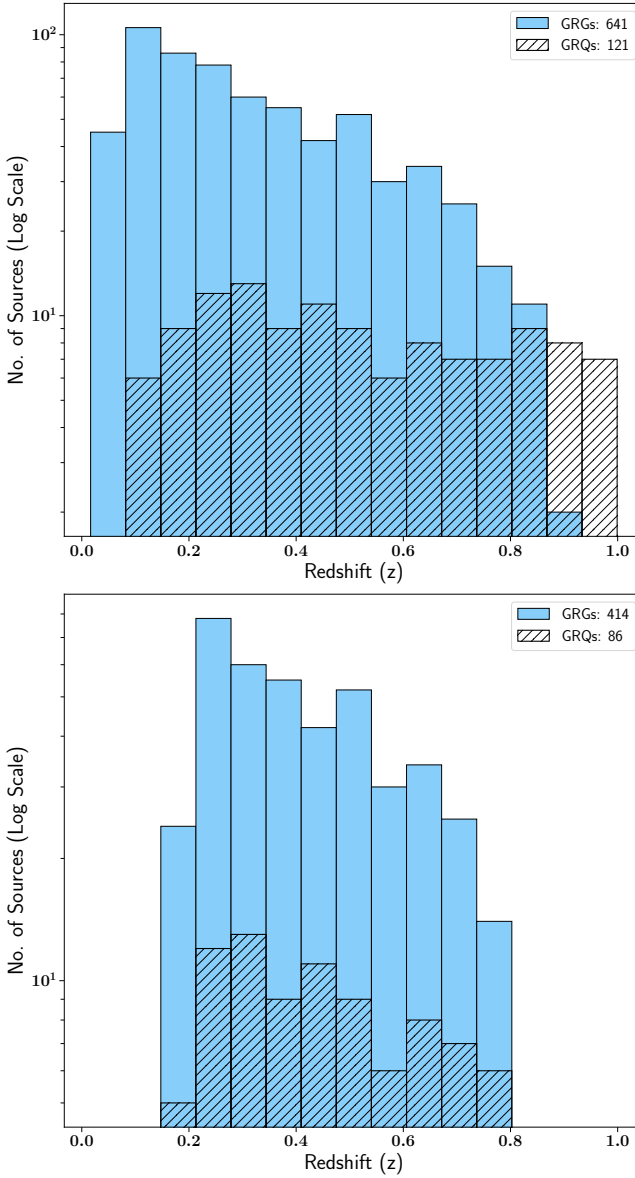 GRGs: 641
GRQs: 121
10²
10¹
No. of Sources (Log Scale)
0.0 0.2 0.4 0.6 0.8 1.0
Redshift (z)
GRGs: 414
GRQs: 86
10¹
No. of Sources (Log Scale)
0.0 0.2 0.4 0.6 0.8 1.0
Redshift (z)